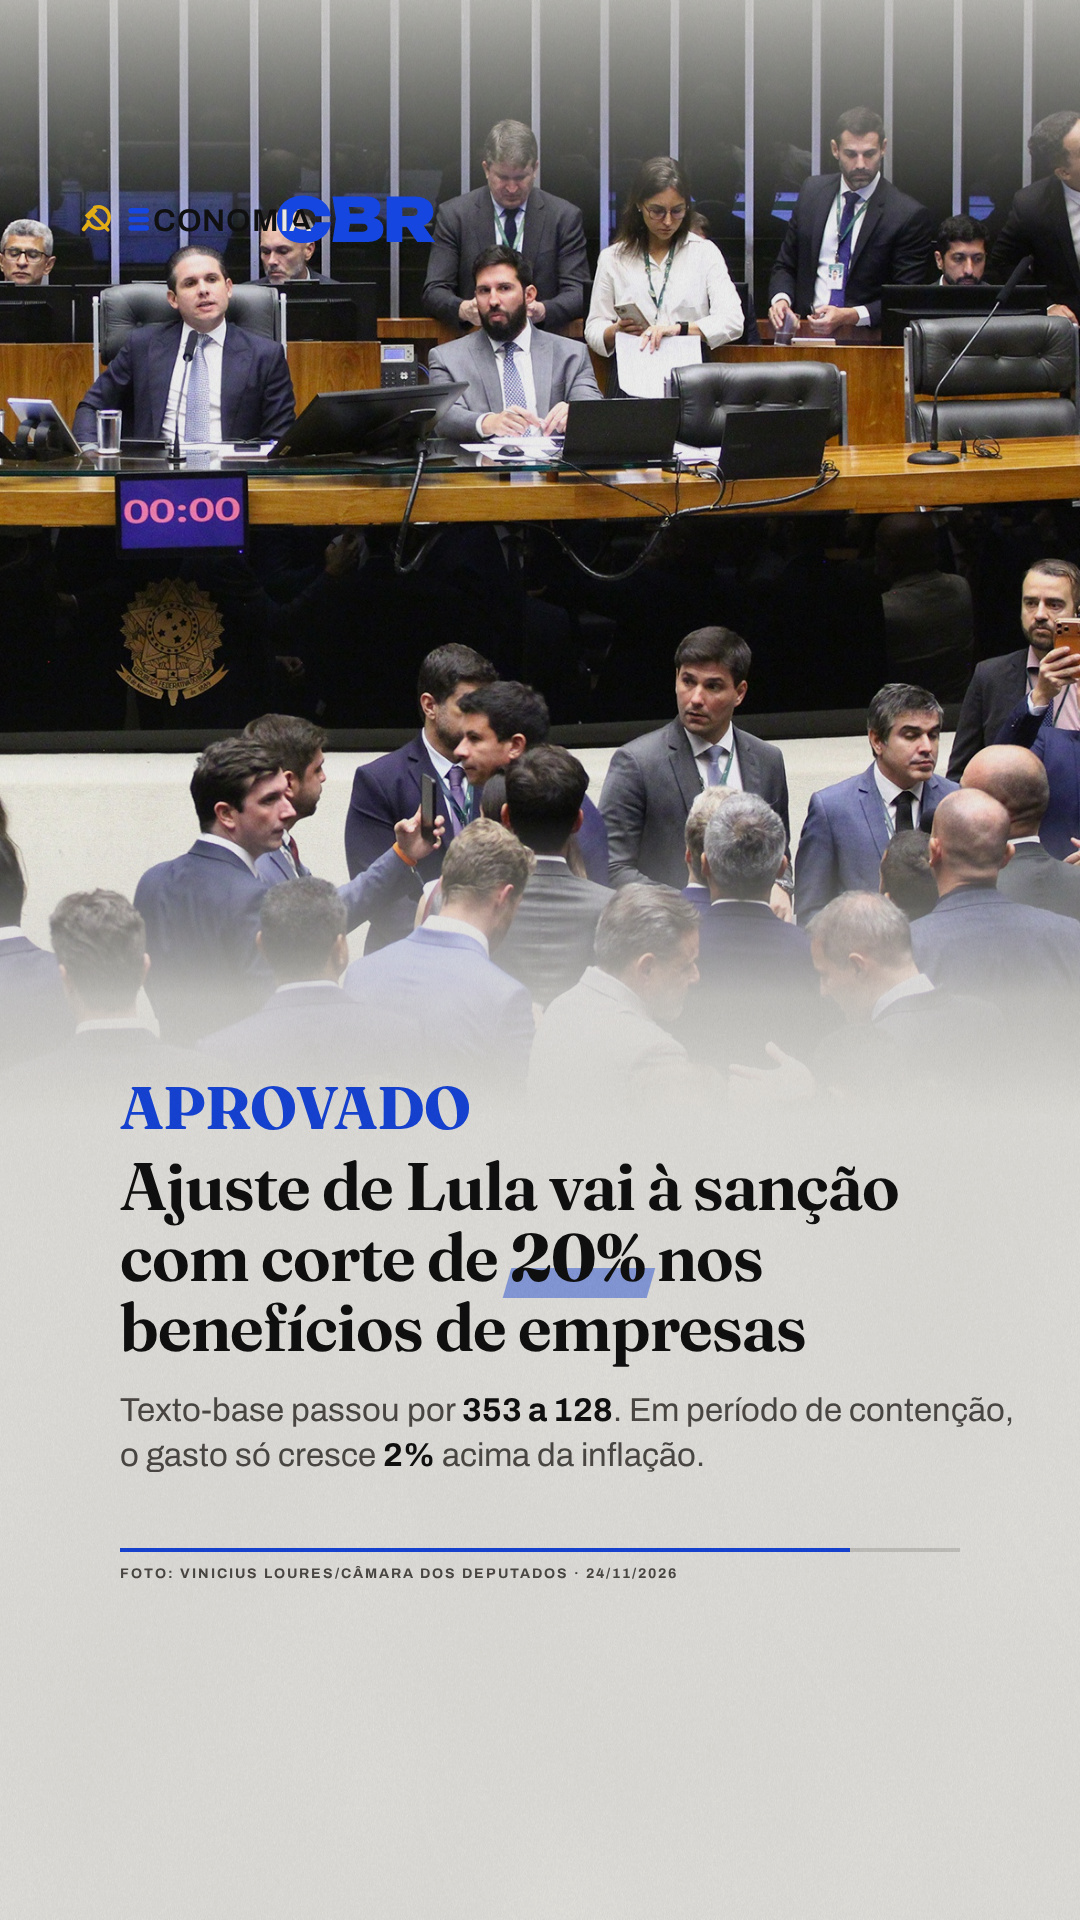 ECONOMIA
CBR
00:00
APROVADO
Ajuste de Lula vai à sanção
com corte de 20% nos
benefícios de empresas
Texto-base passou por 353 a 128. Em período de contenção,
o gasto só cresce 2% acima da inflação.
FOTO: VINICIUS LOURES/CÂMARA DOS DEPUTADOS · 24/11/2026